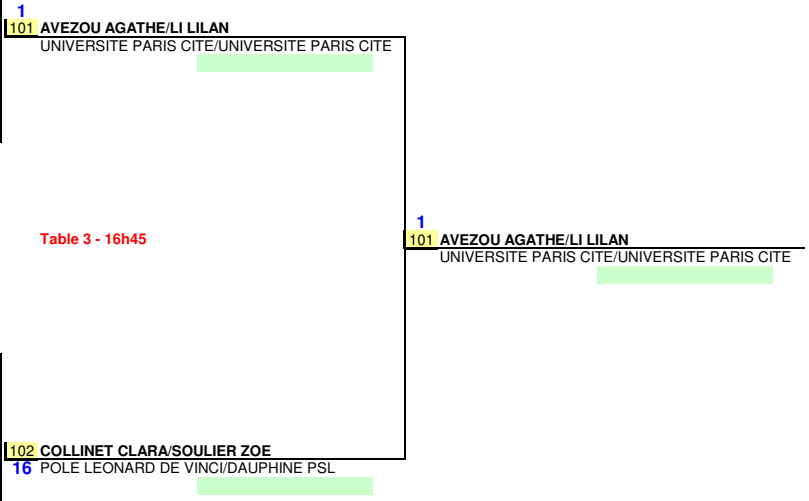 1
101 AVEZOU AGATHE/LI LILAN
UNIVERSITE PARIS CITE/UNIVERSITE PARIS CITE
Table 3 - 16h45
1
101 AVEZOU AGATHE/LI LILAN
UNIVERSITE PARIS CITE/UNIVERSITE PARIS CITE
102 COLLINET CLARA/SOULIER ZOE
16 POLE LEONARD DE VINCI/DAUPHINE PSL